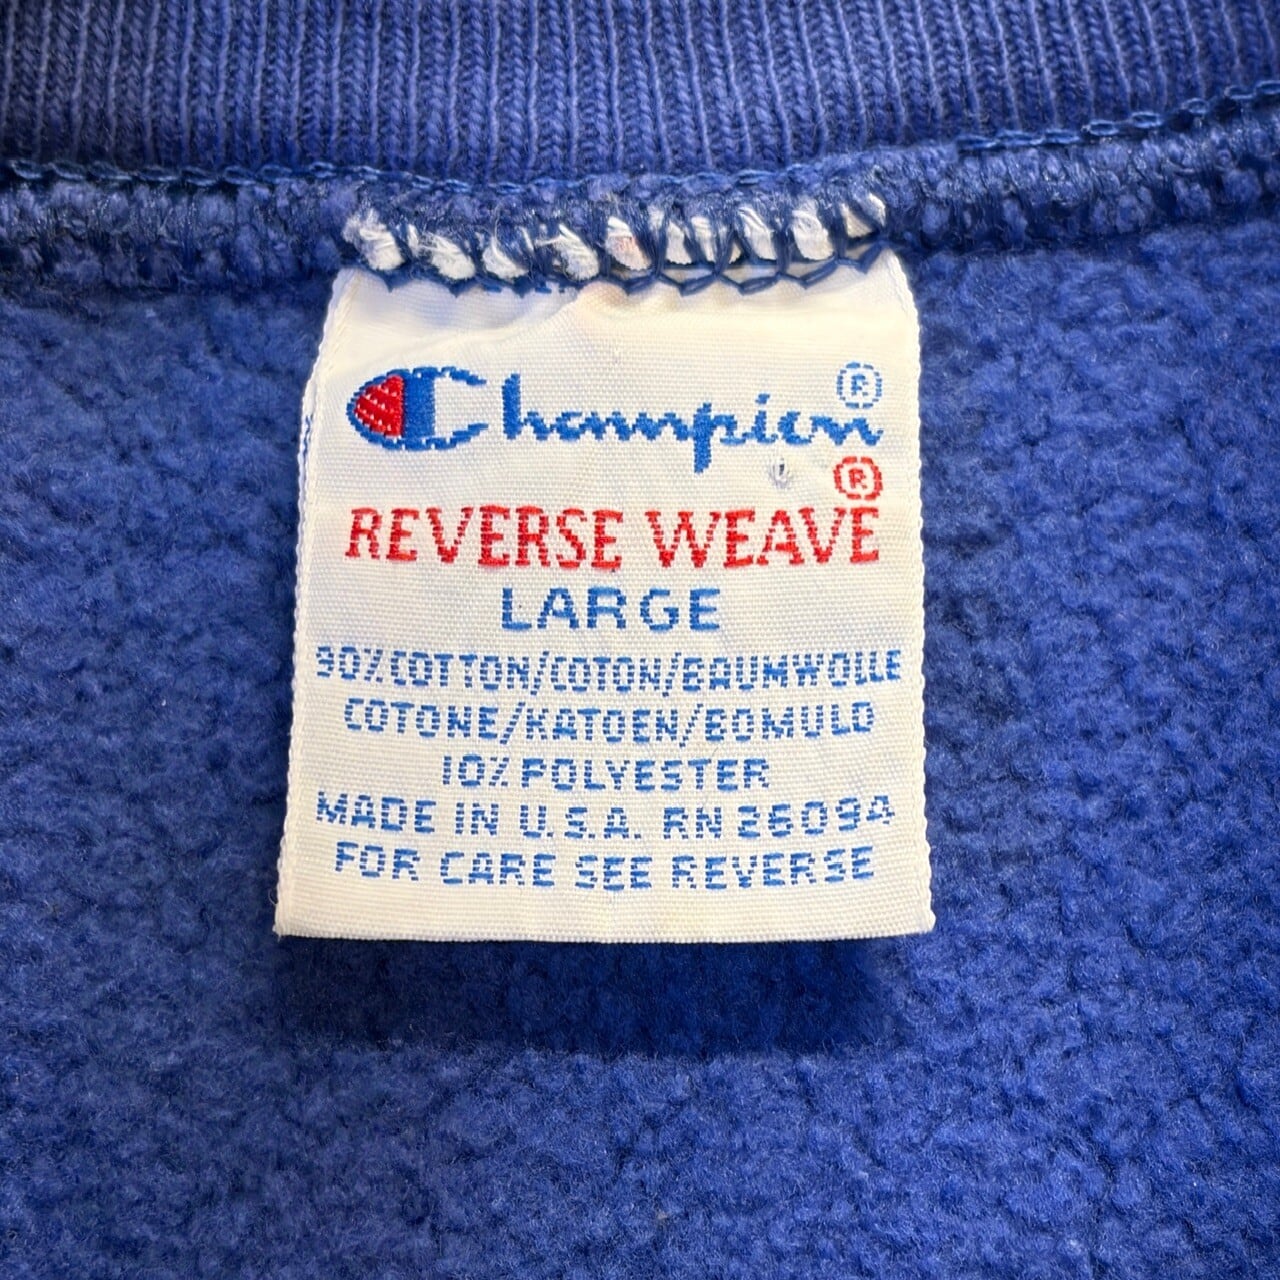 Champion®
®
REVERSE WEAVE
LARGE
90% COTTON/COTON/BAUMWOLLE
COTONE/KATOEN/BOMULD
10% POLYESTER
MADE IN U.S.A. RN 26094
FOR CARE SEE REVERSE